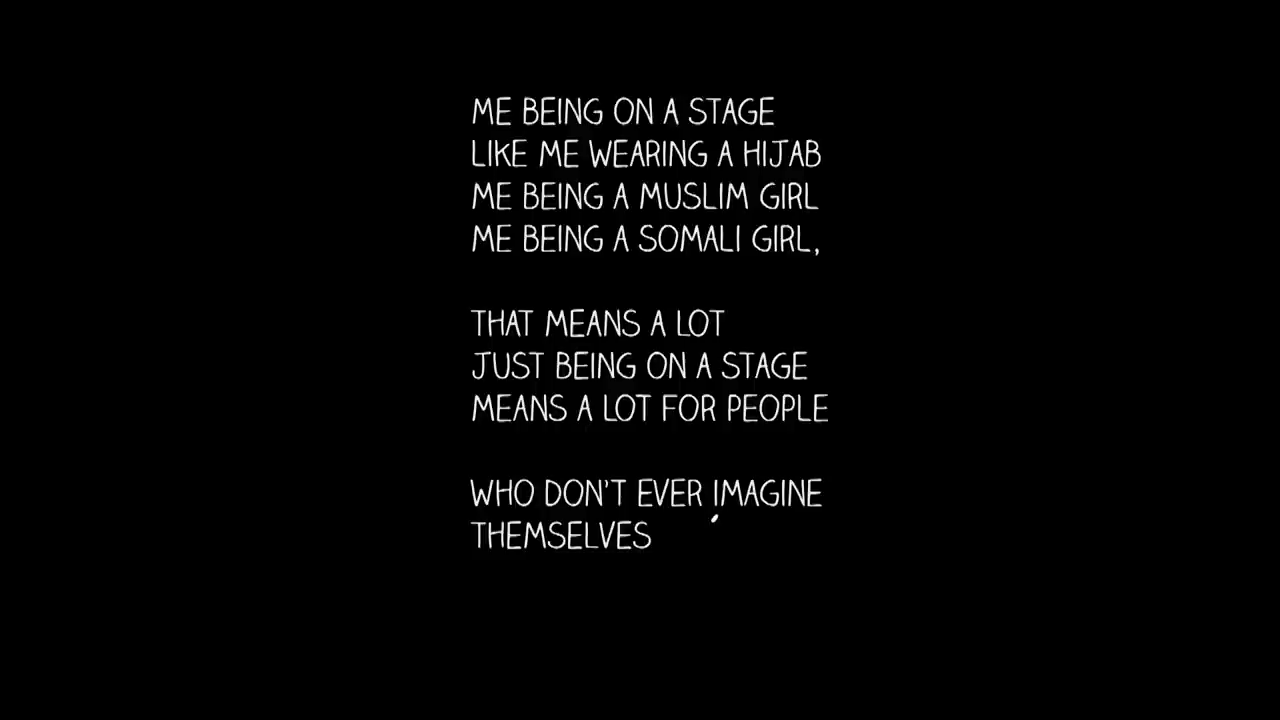 ME BEING ON A STAGE
LIKE ME WEARING A HIJAB
ME BEING A MUSLIM GIRL
ME BEING A SOMALI GIRL,
THAT MEANS A LOT
JUST BEING ON A STAGE
MEANS A LOT FOR PEOPLE
WHO DON'T EVER IMAGINE
THEMSELVES